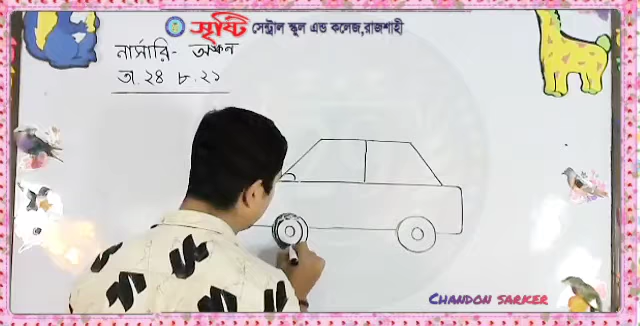 সৃষ্টি সেন্ট্রাল স্কুল এন্ড কলেজ,রাজশাহী
নার্সারি- অঙ্কন
তা. ২৪ ৮. ২১
CHANDON SARKER